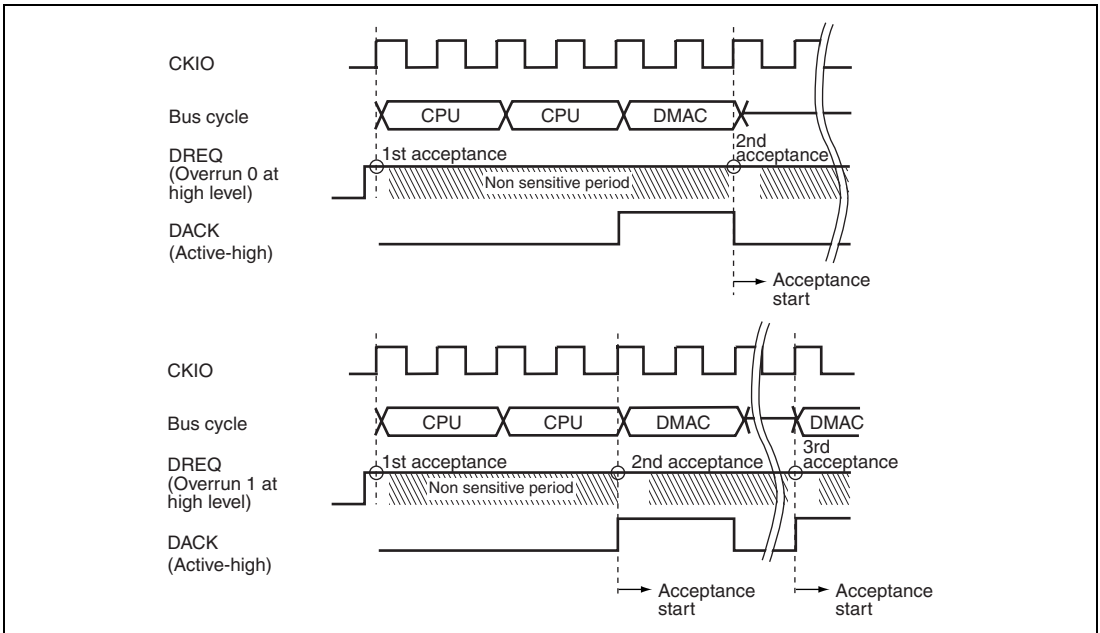 CKIO
Bus cycle
CPU
CPU
DMAC
DREQ
(Overrun 0 at
high level)
1st acceptance
2nd
acceptance
Non sensitive period
DACK
(Active-high)
Acceptance
start
CKIO
Bus cycle
CPU
CPU
DMAC
DMAC
DREQ
(Overrun 1 at
high level)
1st acceptance
2nd acceptance
3rd
acceptance
Non sensitive period
DACK
(Active-high)
Acceptance
start
Acceptance
start